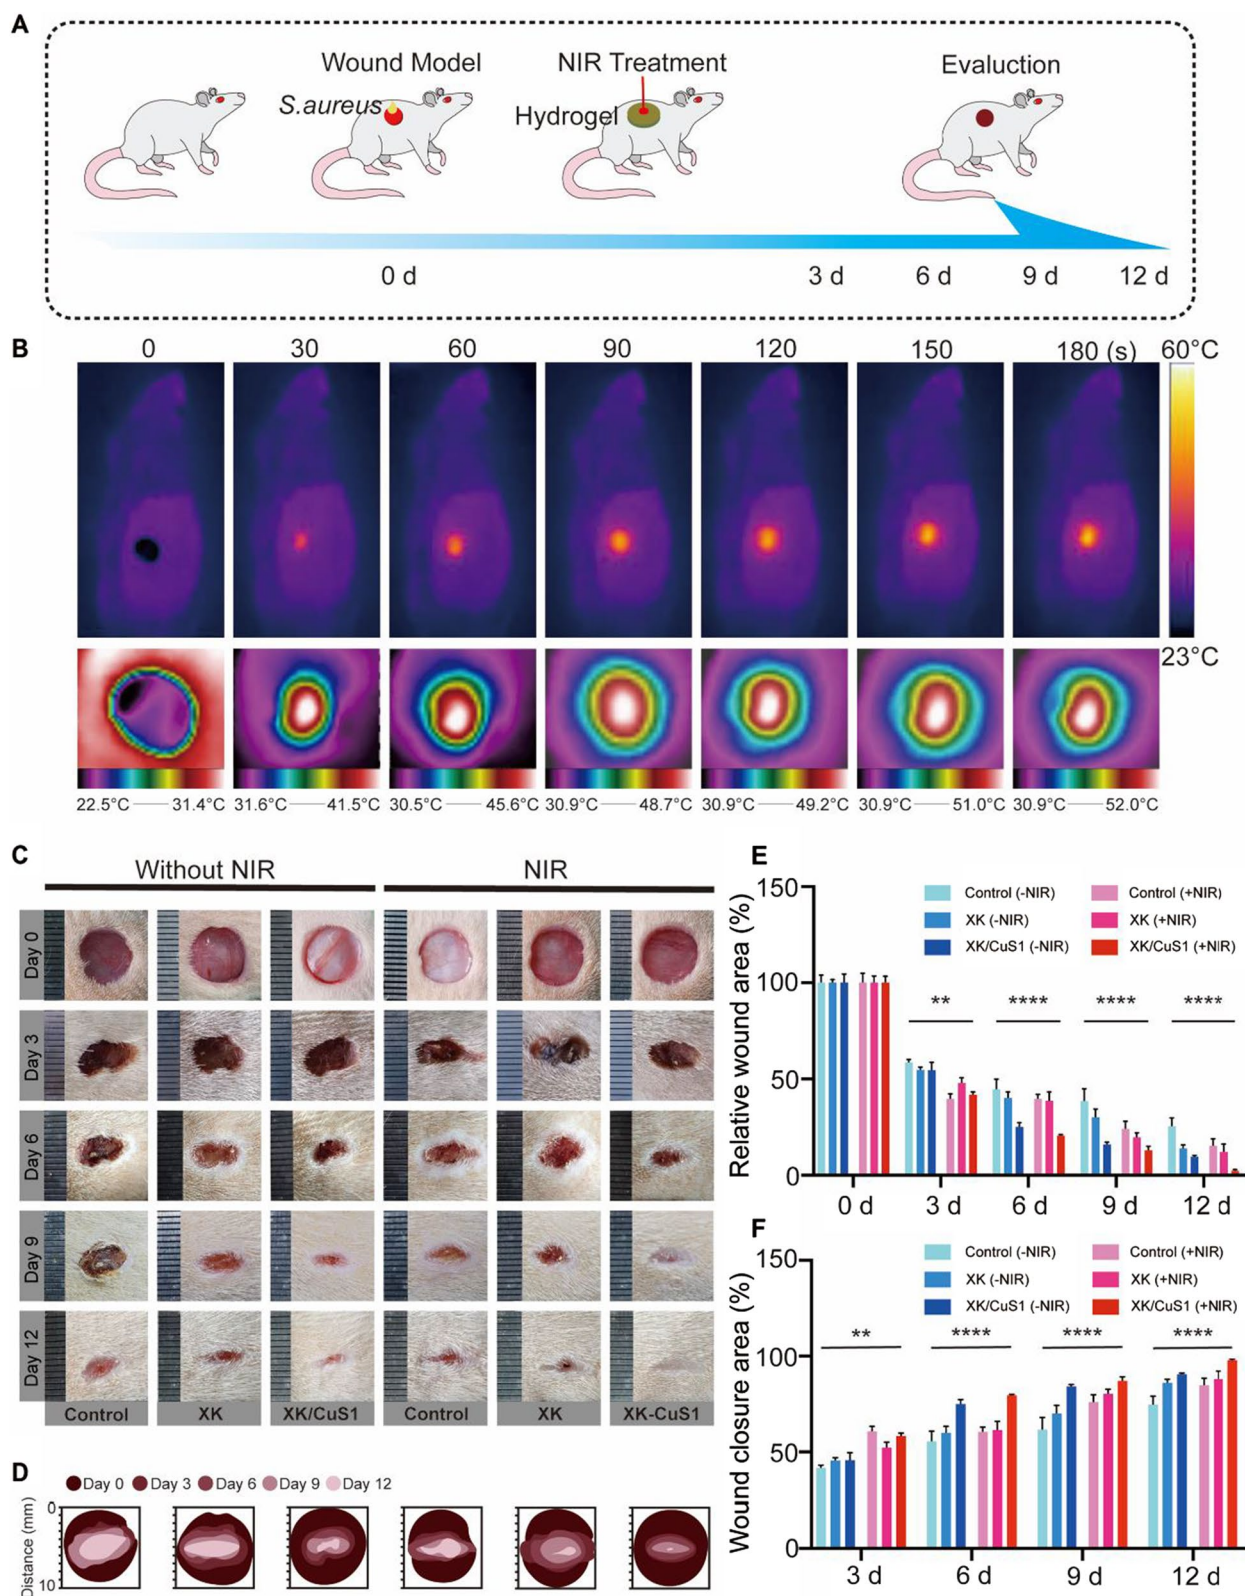 A
Wound Model
NIR Treatment
Evaluction
S.aureus
Hydrogel
0 d
3 d
6 d
9 d
12 d
B
0
30
60
90
120
150
180 (s)
60°C
23°C
22.5°C
31.4°C
31.6°C
41.5°C
30.5°C
45.6°C
30.9°C
48.7°C
30.9°C
49.2°C
30.9°C
51.0°C
30.9°C
52.0°C
C
Without NIR
NIR
Day 0
Day 3
Day 6
Day 9
Day 12
Control
XK
XK/CuS1
Control
XK
XK-CuS1
D
Day 0
Day 3
Day 6
Day 9
Day 12
Distance (mm)
0
10
E
Relative wound area (%)
150
100
50
0
Control (-NIR)
XK (-NIR)
XK/CuS1 (-NIR)
Control (+NIR)
XK (+NIR)
XK/CuS1 (+NIR)
**
****
****
****
0 d
3 d
6 d
9 d
12 d
F
Wound closure area (%)
150
100
50
0
Control (-NIR)
XK (-NIR)
XK/CuS1 (-NIR)
Control (+NIR)
XK (+NIR)
XK/CuS1 (+NIR)
**
****
****
****
3 d
6 d
9 d
12 d